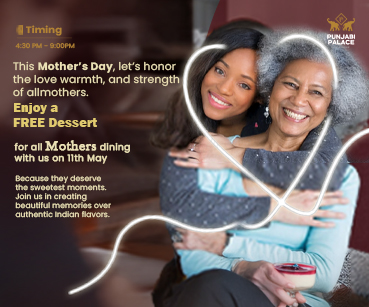 Timing
4:30 PM – 9:00PM
PUNJABI
PALACE
This Mother's Day, let's honor
the love warmth, and strength
of allmothers.
Enjoy a
FREE Dessert
for all Mothers dining
with us on 11th May
Because they deserve
the sweetest moments.
Join us in creating
beautiful memories over
authentic Indian flavors.